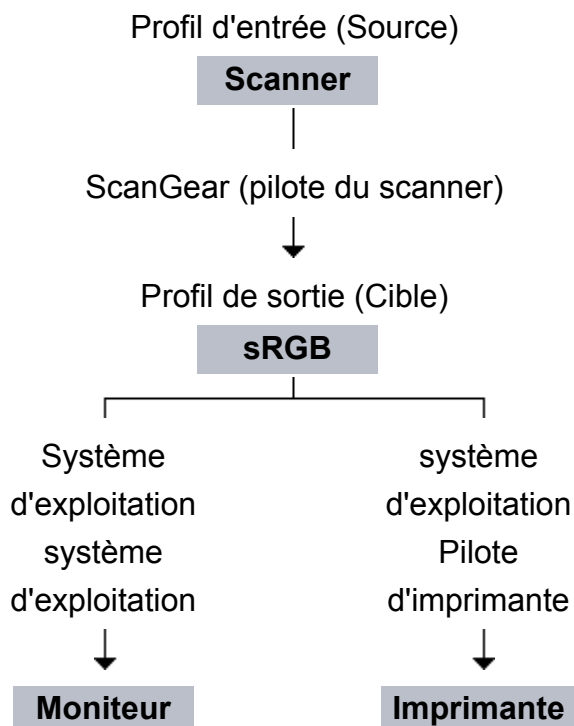 Profil d'entrée (Source)
Scanner
ScanGear (pilote du scanner)
Profil de sortie (Cible)
sRGB
Système
d'exploitation
système
d'exploitation
Moniteur
système
d'exploitation
Pilote
d'imprimante
Imprimante